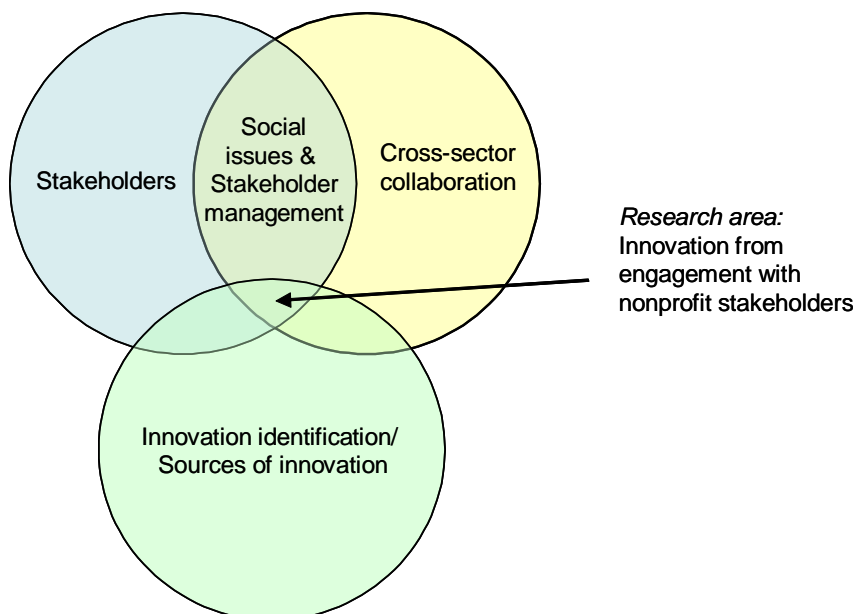 Stakeholders
Social
issues &
Stakeholder
management
Cross-sector
collaboration
Research area:
Innovation from
engagement with
nonprofit stakeholders
Innovation identification/
Sources of innovation